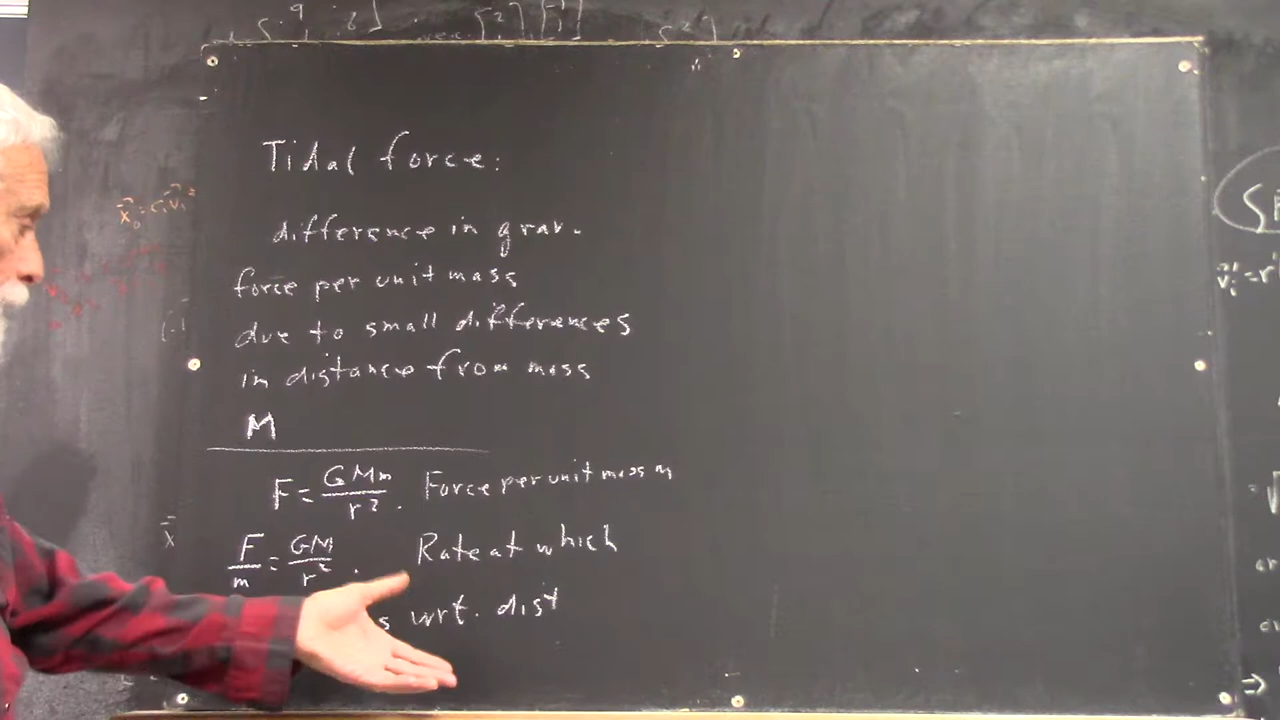 Tidal force:
difference in grav.
force per unit mass
due to small differences
in distance from mass
M
F = GMm / r². Force per unit mass m
F/m = GM / r². Rate at which
s wrt. dist